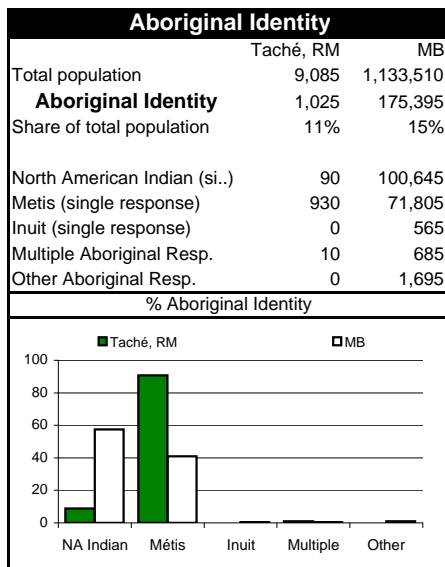 Aboriginal Identity
Taché, RM MB
Total population 9,085 1,133,510
Aboriginal Identity 1,025 175,395
Share of total population 11% 15%
North American Indian (si..) 90 100,645
Metis (single response) 930 71,805
Inuit (single response) 0 565
Multiple Aboriginal Resp. 10 685
Other Aboriginal Resp. 0 1,695
% Aboriginal Identity
Taché, RM MB
100
80
60
40
20
0
NA Indian Métis Inuit Multiple Other